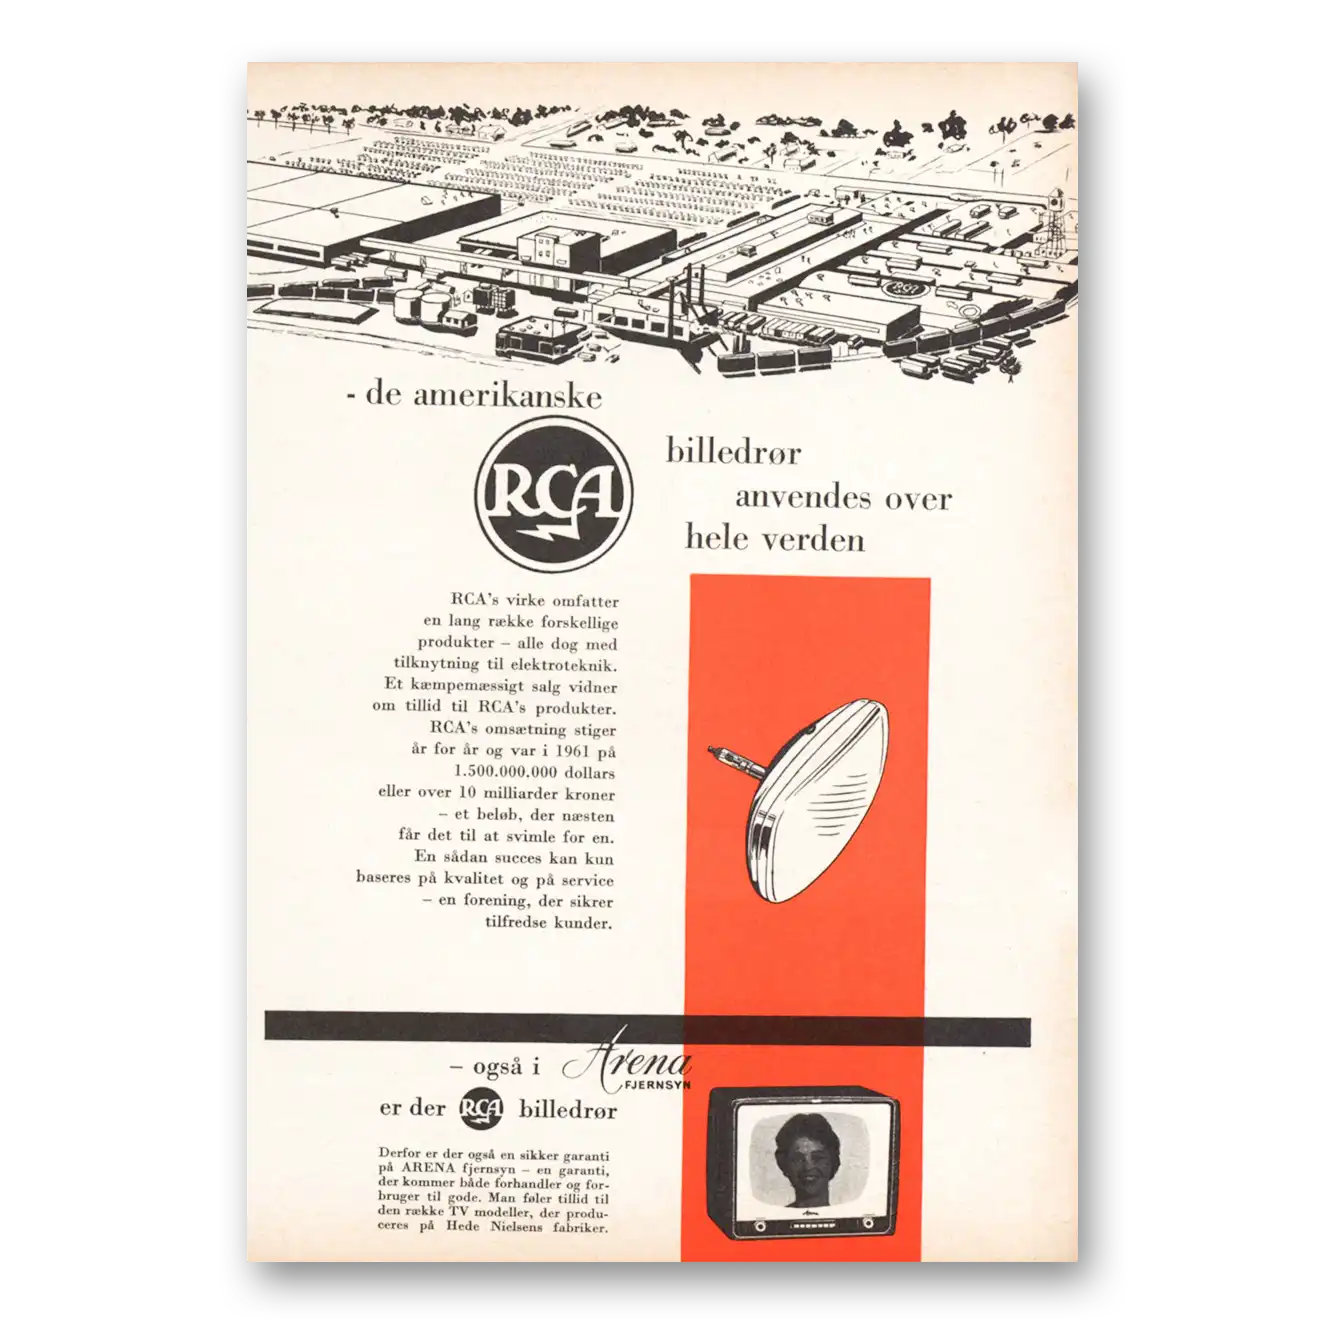 - de amerikanske
RCA
billedrør
anvendes over
hele verden
RCA's virke omfatter
en lang række forskellige
produkter – alle dog med
tilknytning til elektroteknik.
Et kæmpemæssigt salg vidner
om tillid til RCA's produkter.
RCA's omsætning stiger
år for år og var i 1961 på
1.500.000.000 dollars
eller over 10 milliarder kroner
– et beløb, der næsten
får det til at svimle for en.
En sådan succes kan kun
baseres på kvalitet og på service
– en forening, der sikrer
tilfredse kunder.
– også i Arena
FJERNSYN
er der RCA billedrør
Derfor er der også en sikker garanti
på ARENA fjernsyn – en garanti,
der kommer både forhandler og for-
bruger til gode. Man føler tillid til
den række TV modeller, der produ-
ceres på Hede Nielsens fabriker.